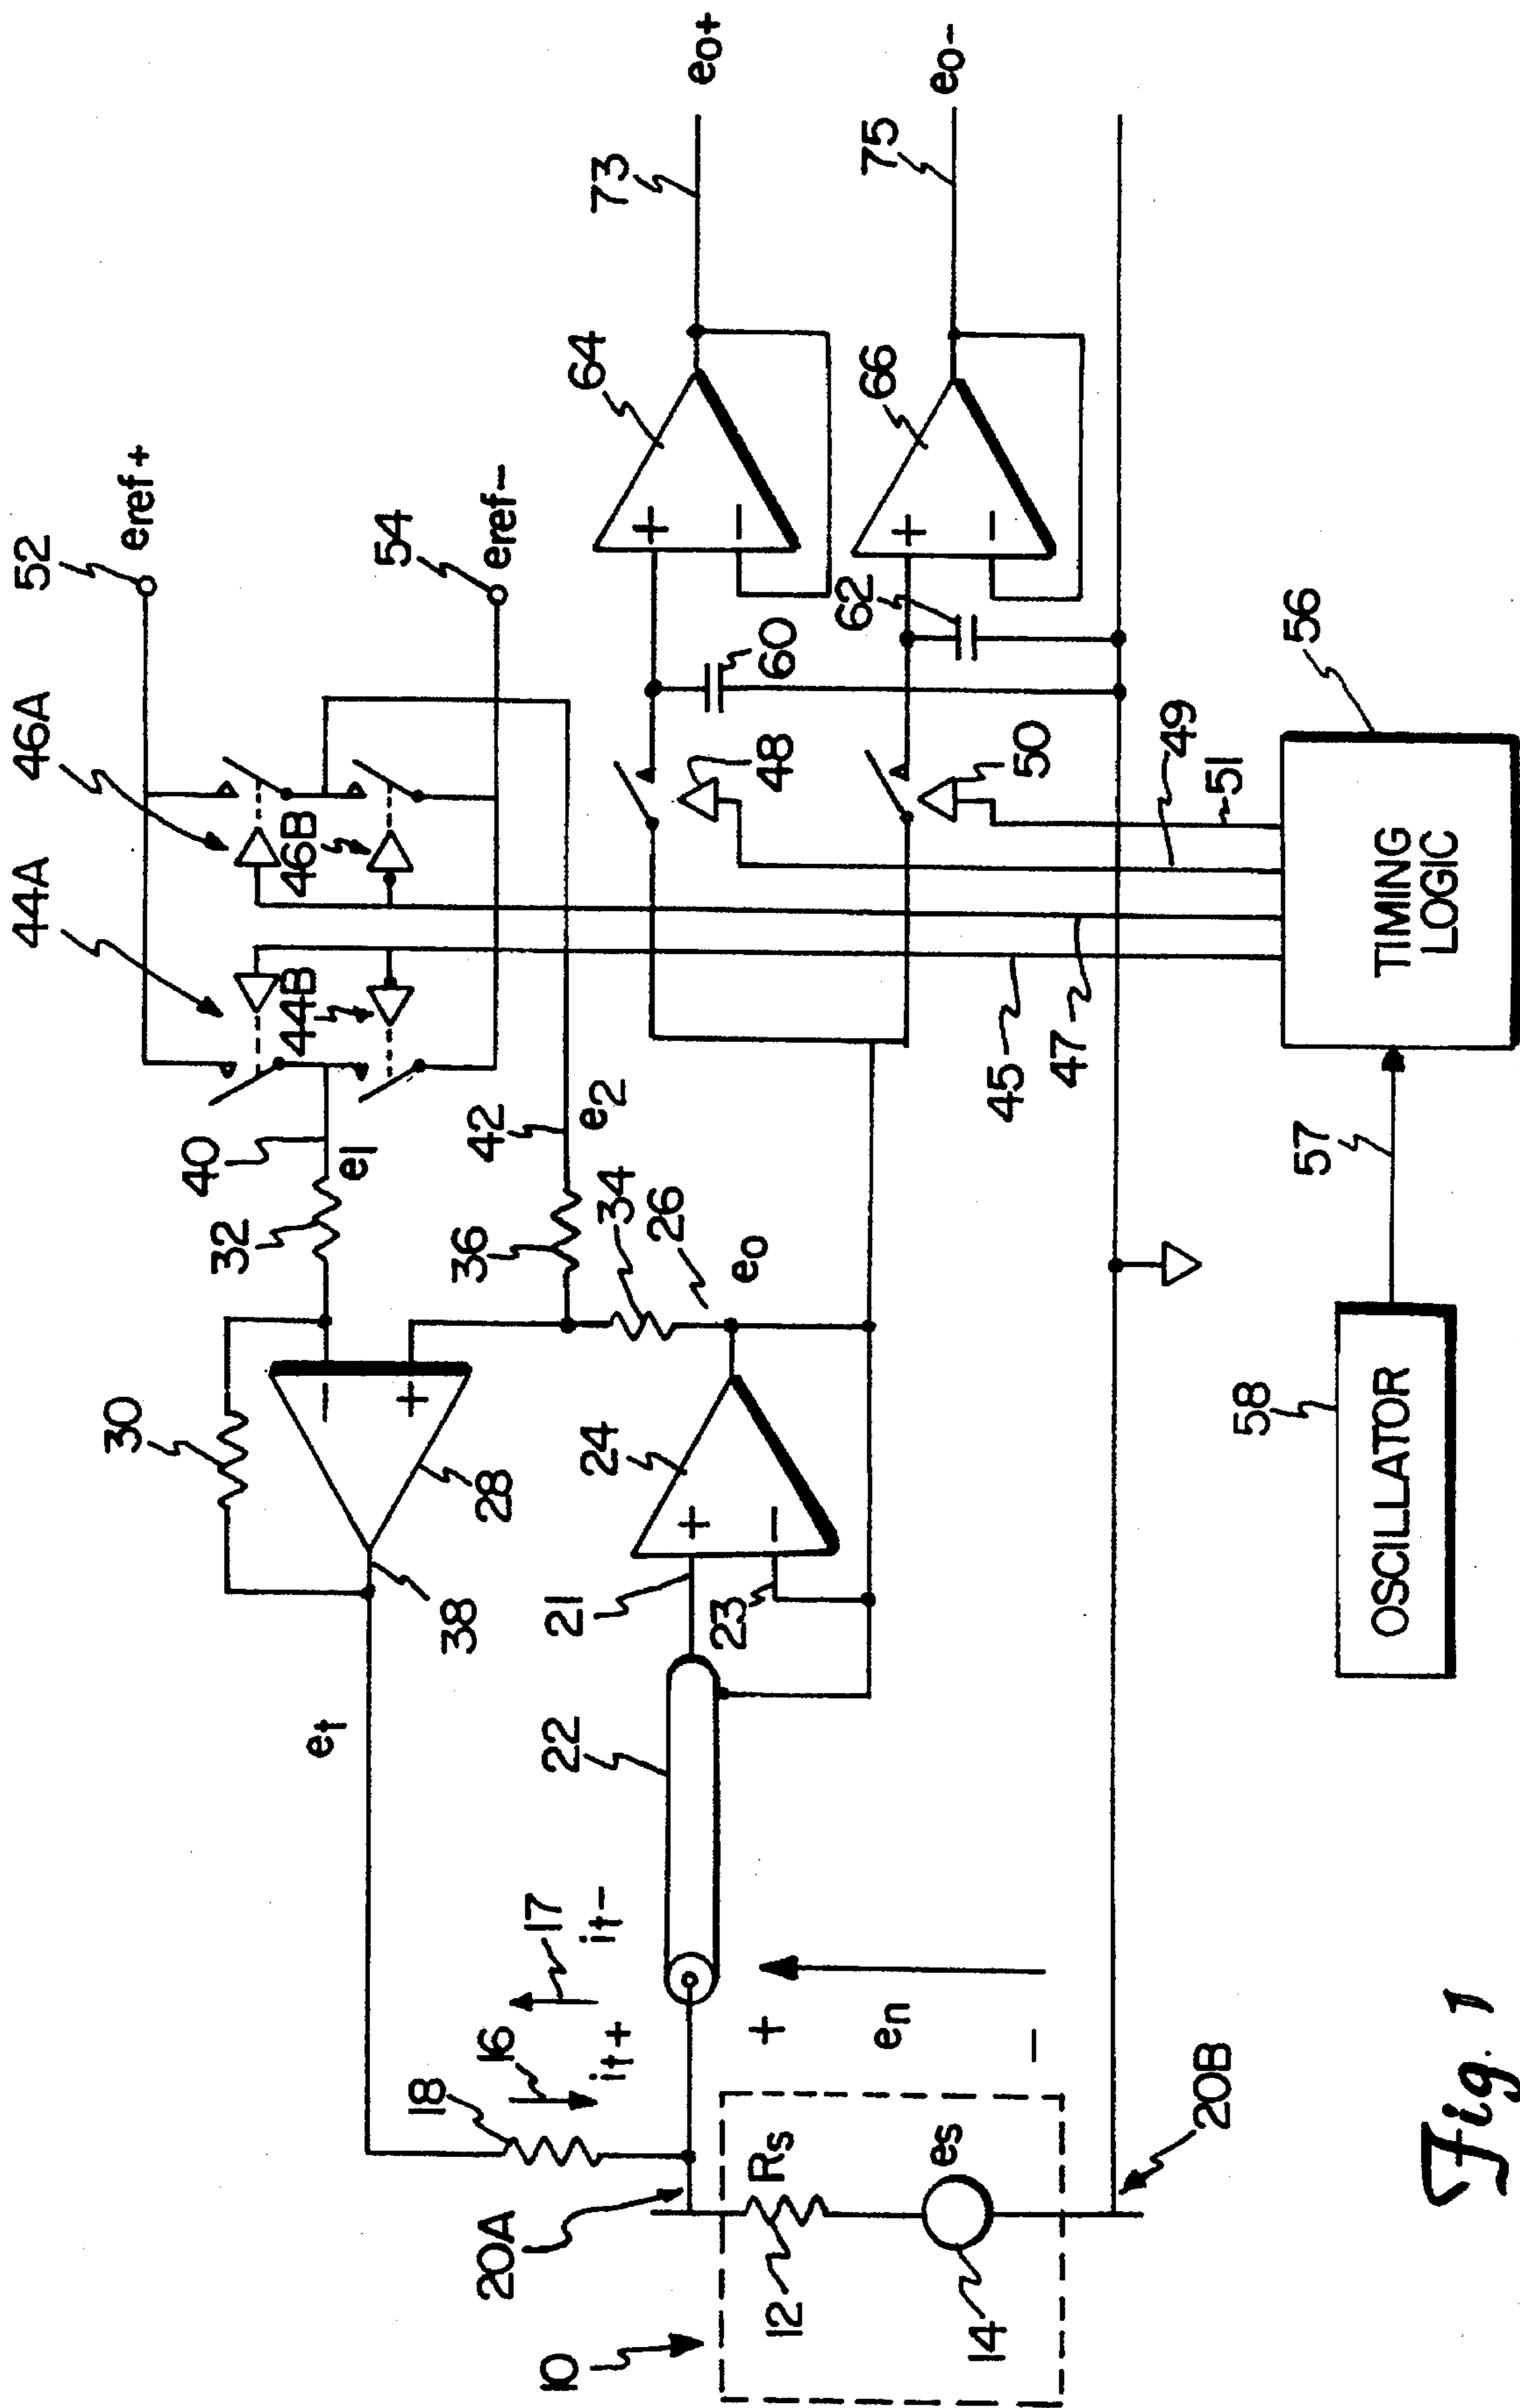 52
eref+
46A
44A
54
eref-
46B
44B
40
e1
32
30
42
e2
36
34
26
eo
28
38
et
24
+
-
21
23
22
-
+
64
+
-
73
eo+
66
+
-
75
eo-
60
62
48
50
49
51
45
47
TIMING
LOGIC
56
57
58
OSCILLATOR
18
16
it+
17
it-
+
en
-
20A
Rs
12
es
14
10
20B
Fig. 1